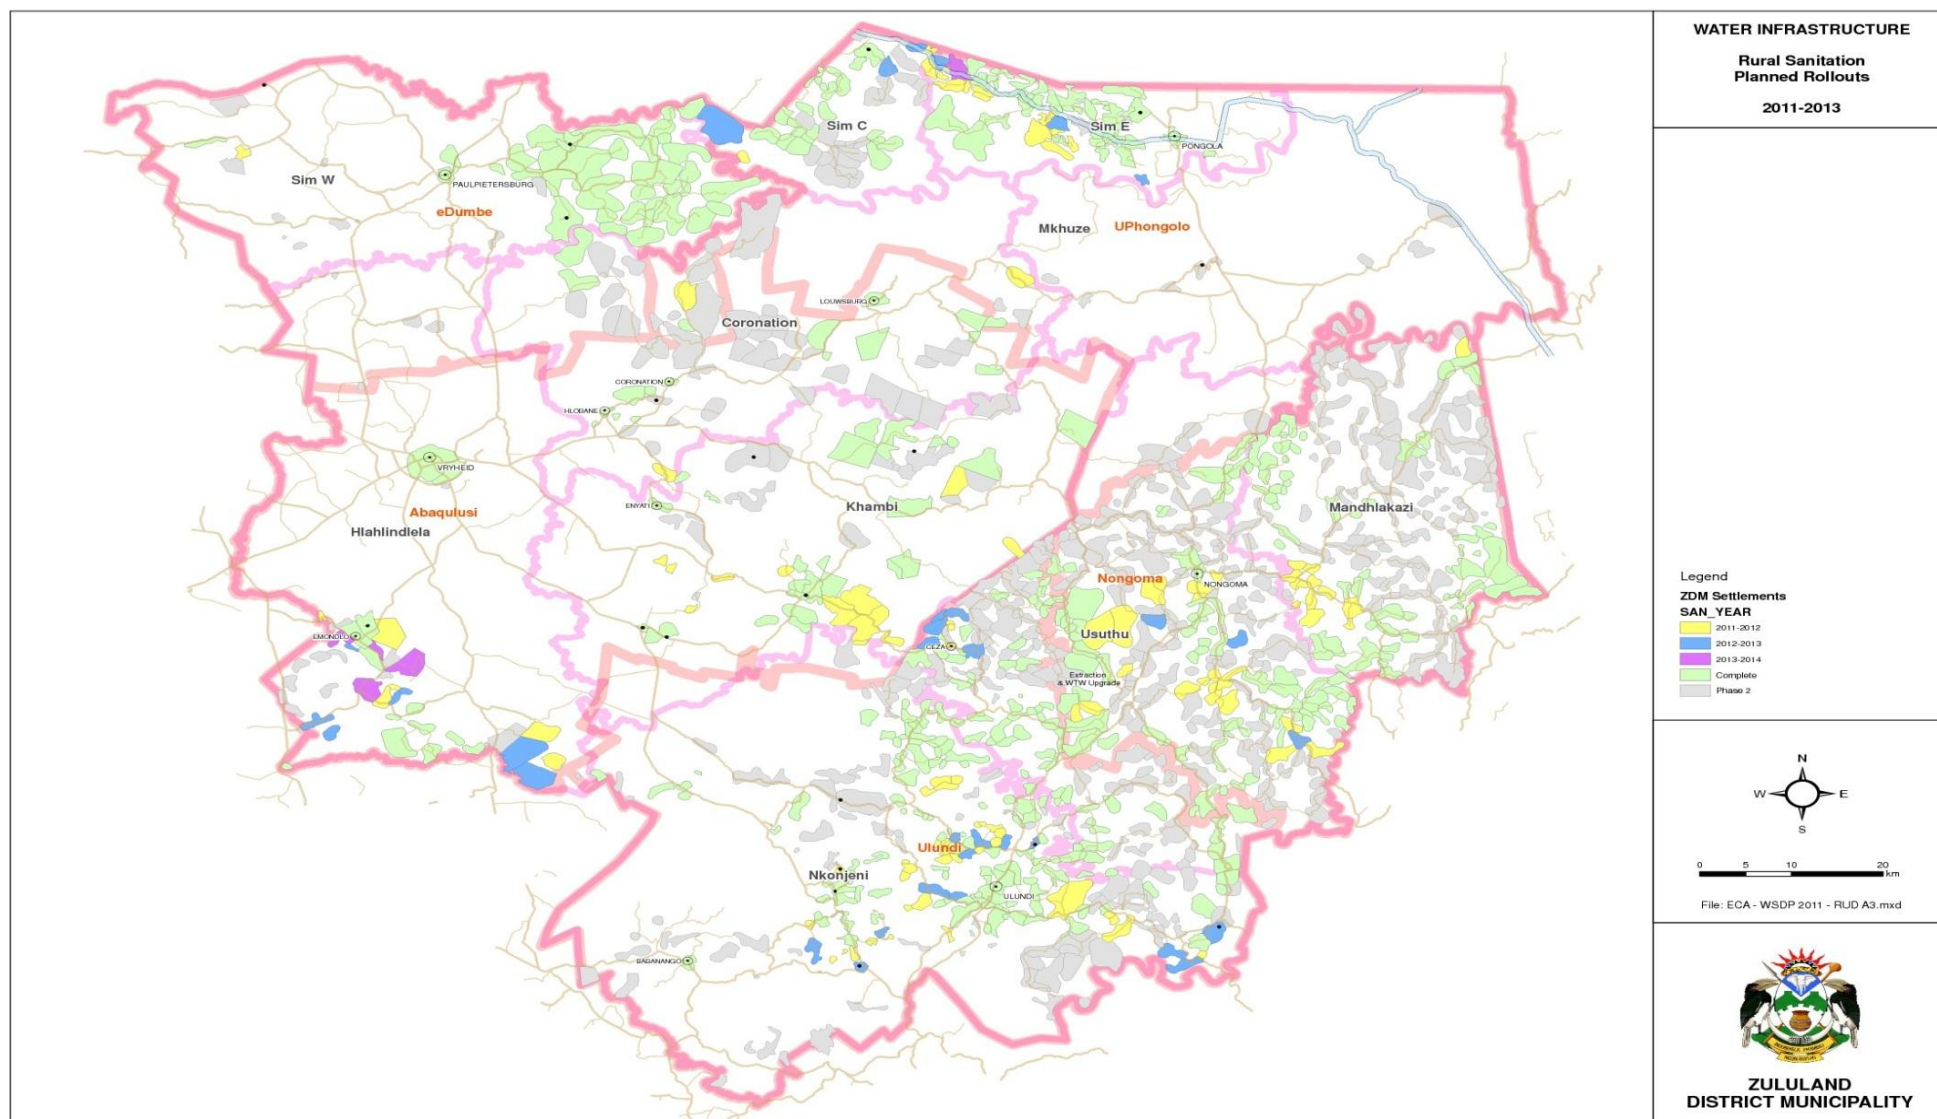 WATER INFRASTRUCTURE
Rural Sanitation
Planned Rollouts
2011-2013
Sim C
Sim E
PONGOLA
Sim W
PAULPIETERSBURG
eDumbe
Mkhuze
UPhongolo
LOUWSBURG
Coronation
CORONATION
HLOBANE
VRYHEID
ENYATI
Khambi
Mandhlakazi
Abaqulusi
Hlahlindlela
Nongoma
NONGOMA
EMONDLO
Usuthu
CEZA
Extraction
& WTW Upgrade
Ulundi
Nkonjeni
ULUNDI
BABANANGO
Legend
ZDM Settlements
SAN_YEAR
2011-2012
2012-2013
2013-2014
Complete
Phase 2
N
W E
S
0 5 10 20
km
File: ECA - WSDP 2011 - RUD A3.mxd
ZULULAND
DISTRICT MUNICIPALITY